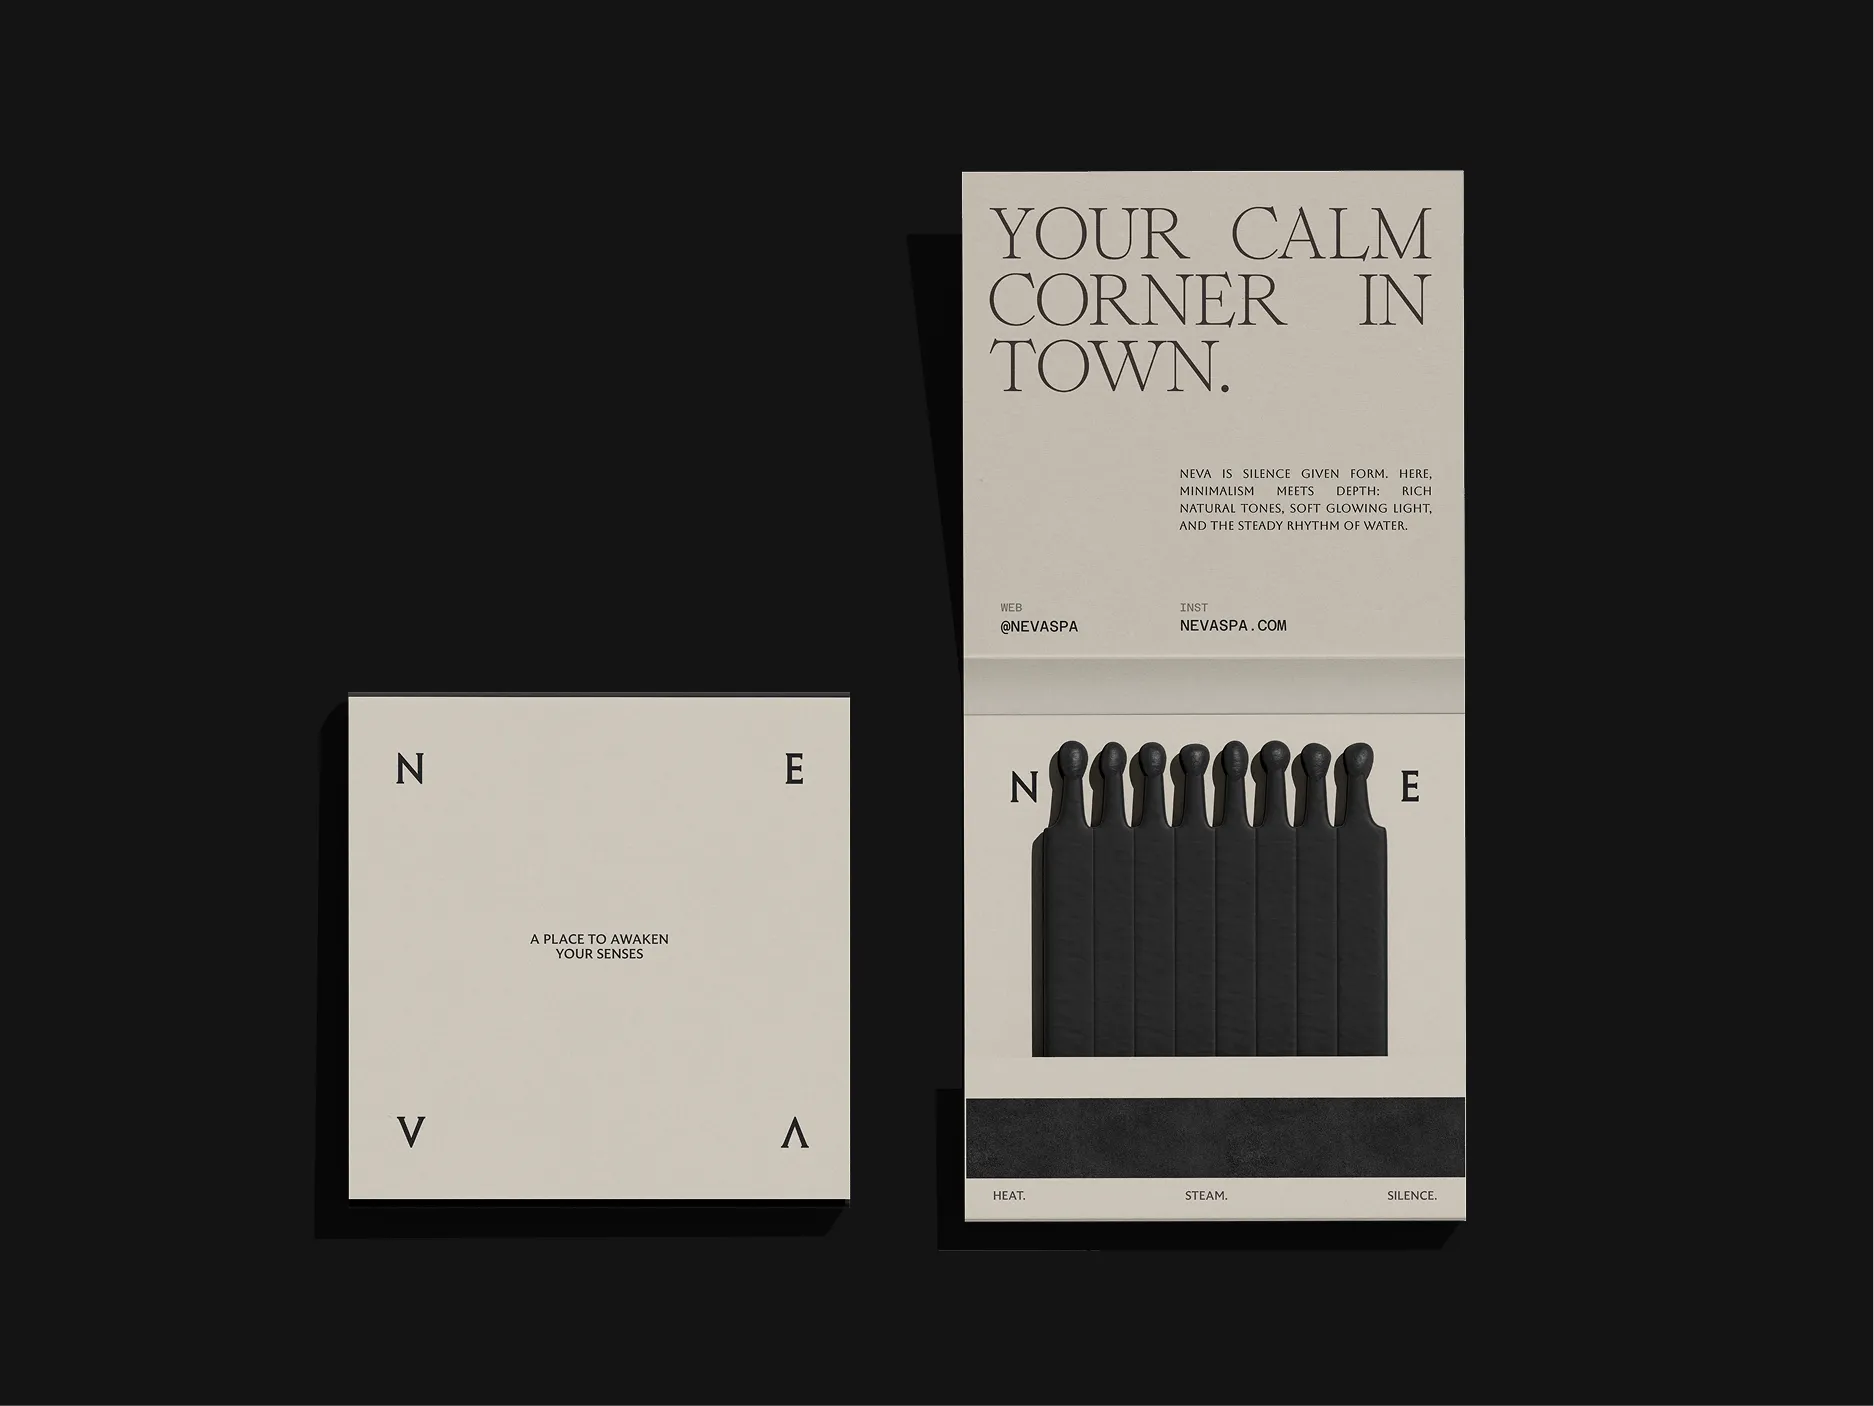 N E
A PLACE TO AWAKEN
YOUR SENSES
V Λ
YOUR CALM
CORNER IN
TOWN.
NEVA IS SILENCE GIVEN FORM. HERE,
MINIMALISM MEETS DEPTH: RICH
NATURAL TONES, SOFT GLOWING LIGHT,
AND THE STEADY RHYTHM OF WATER.
WEB INST
@NEVASPA NEVASPA.COM
N E
HEAT. STEAM. SILENCE.